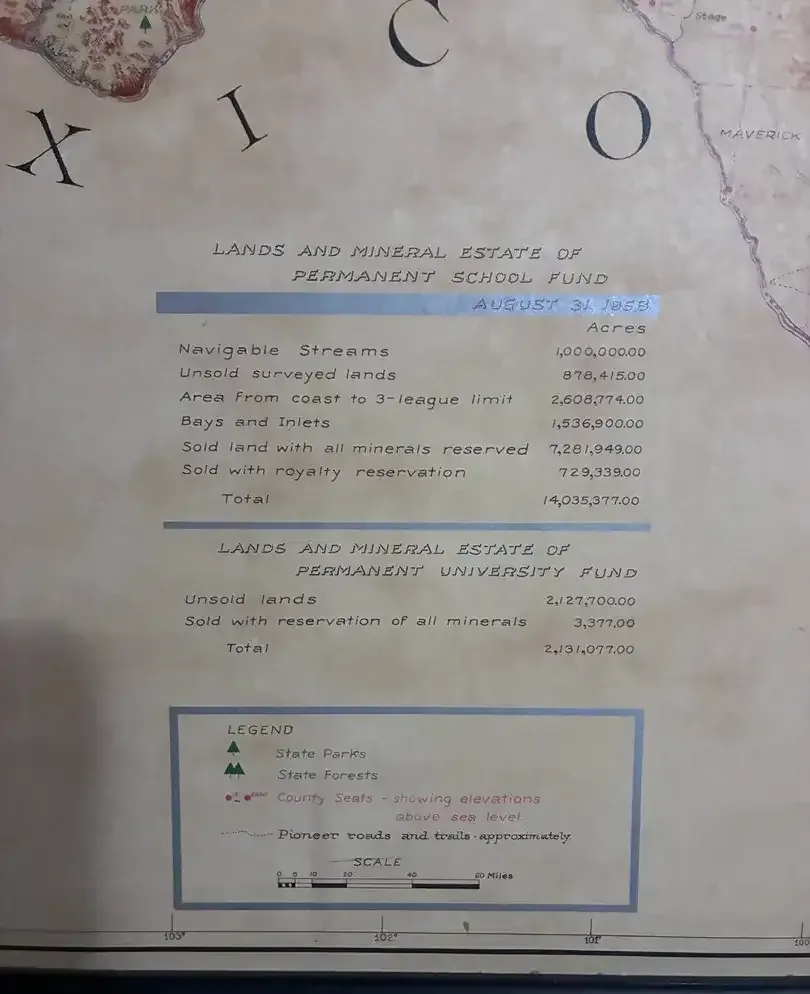 PARK
C
Stage
X I O
MAVERICK
LANDS AND MINERAL ESTATE OF
PERMANENT SCHOOL FUND
AUGUST 31, 1958
Acres
Navigable Streams 1,000,000.00
Unsold surveyed lands 878,415.00
Area From coast to 3-league limit 2,608,774.00
Bays and Inlets 1,536,900.00
Sold land with all minerals reserved 7,281,949.00
Sold with royalty reservation 729,339.00
Total 14,035,377.00
LANDS AND MINERAL ESTATE OF
PERMANENT UNIVERSITY FUND
Unsold lands 2,127,700.00
Sold with reservation of all minerals 3,377.00
Total 2,131,077.00
LEGEND
State Parks
State Forests
County Seats - showing elevations
above sea level
Pioneer roads and trails - approximately.
SCALE
0 5 10 20 40 60 Miles
103° 102° 101° 100